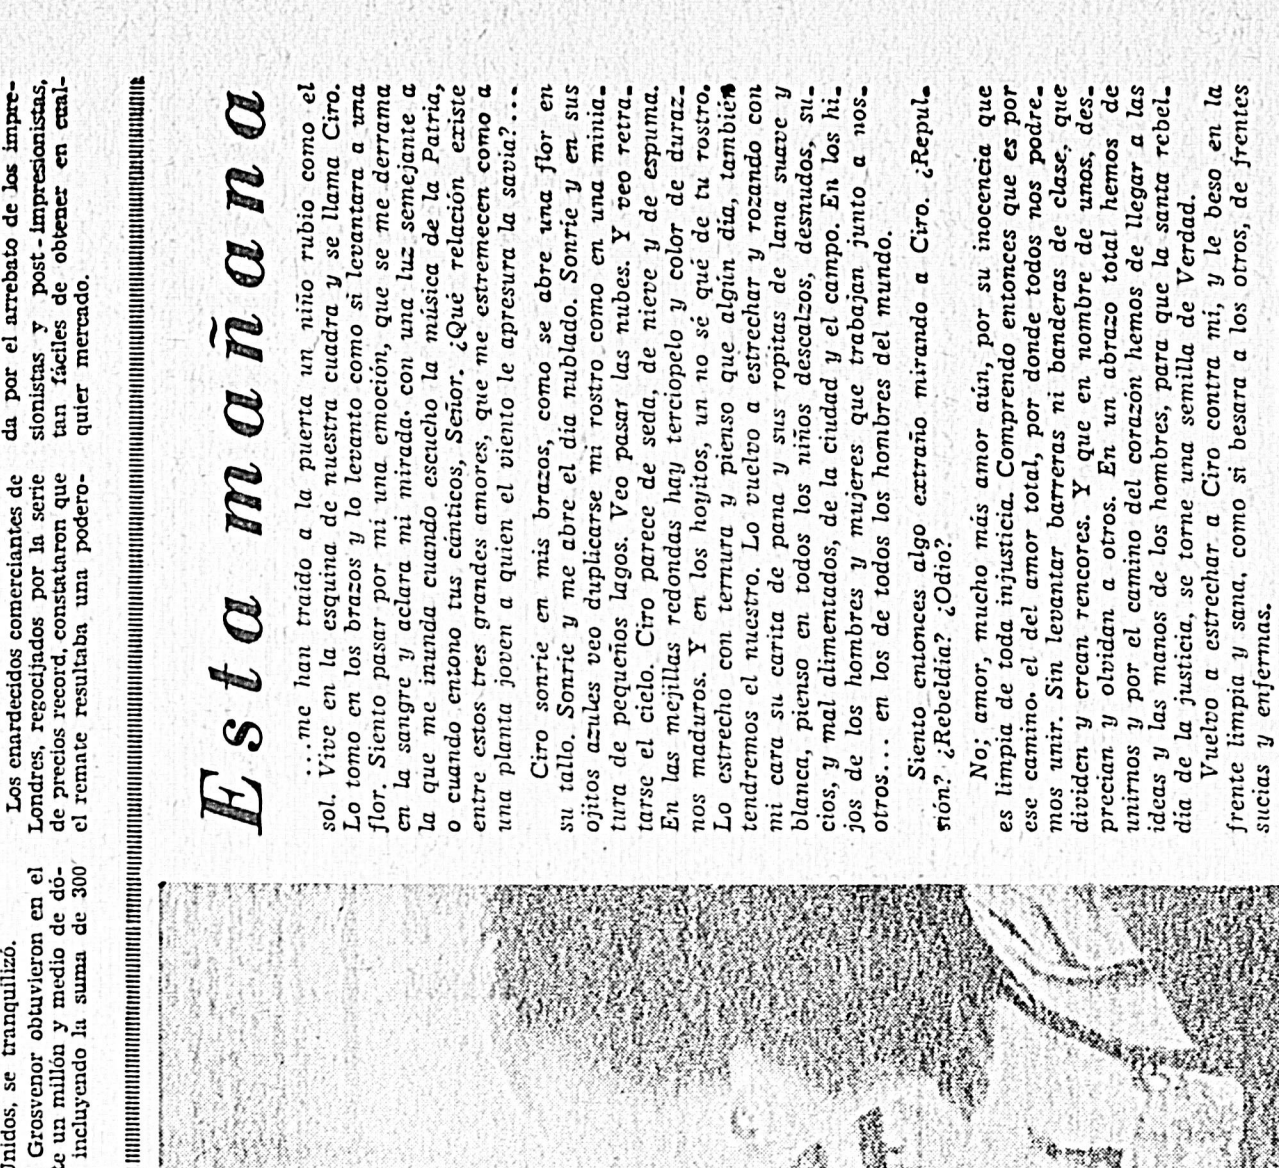 Unidos, se tranquilizó.
Grosvenor obtuvieron en el
te un millón y medio de dó-
incluyendo la suma de 300
Los enardecidos comerciantes de
Londres, regocijados por la serie
de precios record, constataron que
el remate resultaba una podero-
da por el arrebato de los impre-
sionistas y post-impresionistas,
tan fáciles de obtener en cual-
quier mercado.
Esta mañana
...me han traído a la puerta un niño rubio como el
sol. Vive en la esquina de nuestra cuadra y se llama Ciro.
Lo tomo en los brazos y lo levanto como si levantara a una
flor. Siento pasar por mí una emoción, que se me derrama
en la sangre y aclara mi mirada. con una luz semejante a
la que me inunda cuando escucho la música de la Patria,
o cuando entono tus cánticos, Señor. ¿Qué relación existe
entre estos tres grandes amores, que me estremecen como a
una planta joven a quien el viento le apresura la savia?...
Ciro sonríe en mis brazos, como se abre una flor en
su tallo. Sonríe y me abre el día nublado. Sonríe y en sus
ojitos azules veo duplicarse mi rostro como en una minia-
tura de pequeños lagos. Veo pasar las nubes. Y veo retra-
tarse el cielo. Ciro parece de seda, de nieve y de espuma.
En las mejillas redondas hay terciopelo y color de duraz-
nos maduros. Y en los hoyitos, un no sé qué de tu rostro.
Lo estrecho con ternura y pienso que algún día, también
tendremos el nuestro. Lo vuelvo a estrechar y rozando con
mi cara su carita de pana y sus ropitas de lana suave y
blanca, pienso en todos los niños descalzos, desnudos, su-
cios, y mal alimentados, de la ciudad y el campo. En los hi-
jos de los hombres y mujeres que trabajan junto a nos-
otros... en los de todos los hombres del mundo.
Siento entonces algo extraño mirando a Ciro. ¿Repul-
sión? ¿Rebeldía? ¿Odio?
No; amor, mucho más amor aún, por su inocencia que
es limpia de toda injusticia. Comprendo entonces que es por
ese camino. el del amor total, por donde todos nos podre-
mos unir. Sin levantar barreras ni banderas de clase, que
dividen y crean rencores. Y que en nombre de unos, des-
precian y olvidan a otros. En un abrazo total hemos de
unirnos y por el camino del corazón hemos de llegar a las
ideas y las manos de los hombres, para que la santa rebel-
día de la justicia, se torne una semilla de Verdad.
Vuelvo a estrechar a Ciro contra mí, y le beso en la
frente limpia y sana, como si besara a los otros, de frentes
sucias y enfermas.